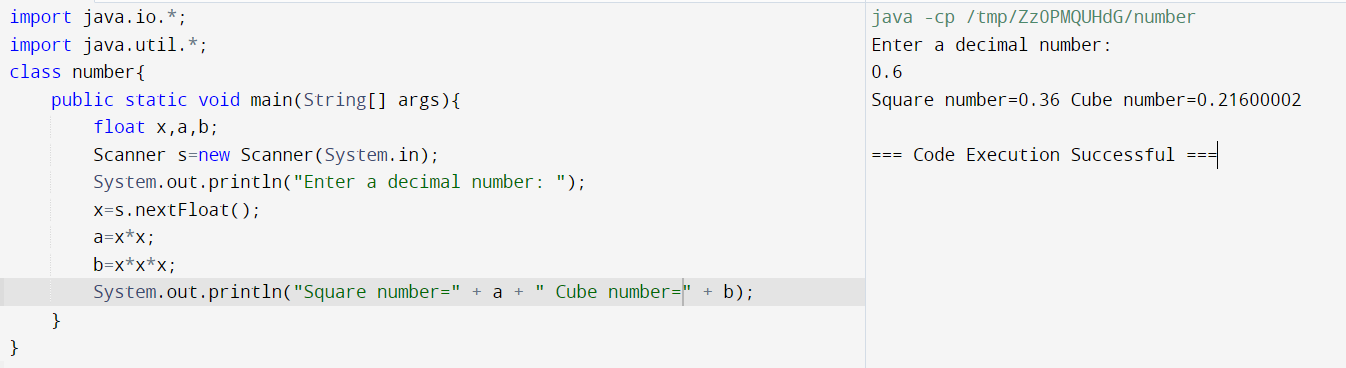 import java.io.*;
import java.util.*;
class number{
    public static void main(String[] args){
        float x,a,b;
        Scanner s=new Scanner(System.in);
        System.out.println("Enter a decimal number: ");
        x=s.nextFloat();
        a=x*x;
        b=x*x*x;
        System.out.println("Square number=" + a + " Cube number=" + b);
    }
}
java -cp /tmp/Zz0PMQUHdG/number
Enter a decimal number:
0.6
Square number=0.36 Cube number=0.21600002
=== Code Execution Successful ===